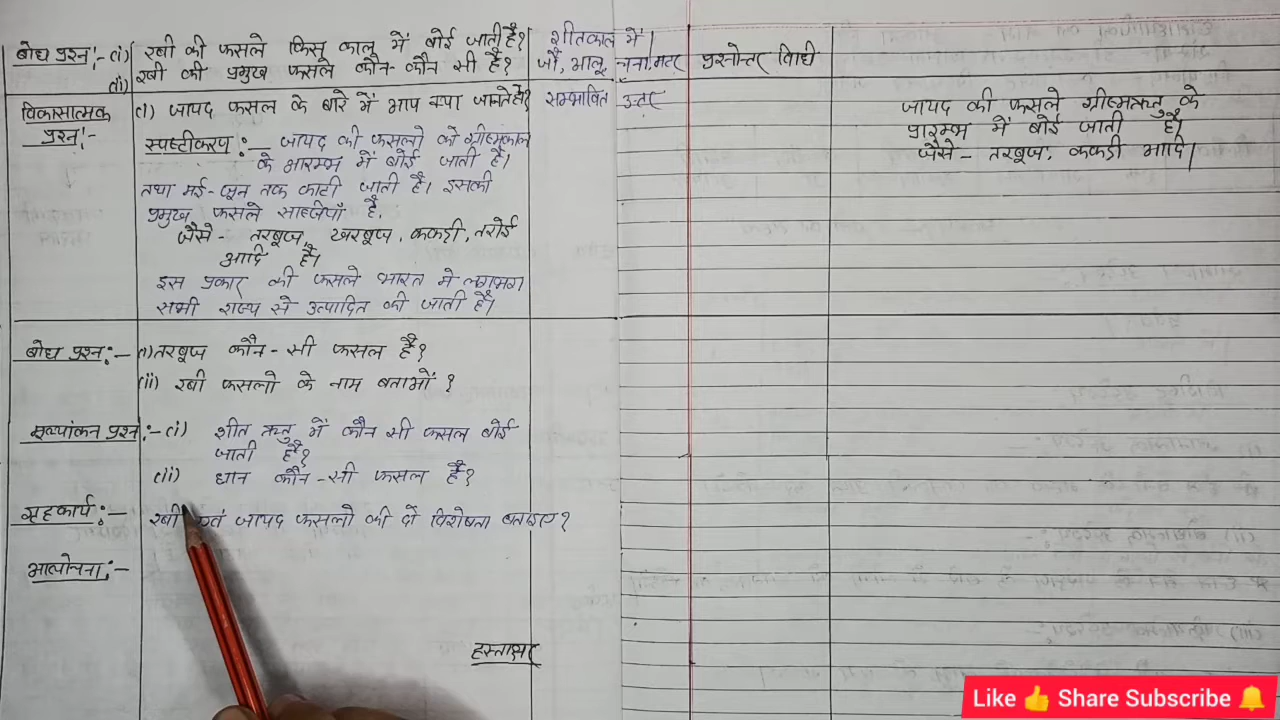 बोध प्रश्न:- (i) रबी की फसले किस काल में बोई जाती है? शीतकाल में
(ii) रबी की प्रमुख फसले कौन-कौन सी है? जौ, आलू, चना, मटर प्रश्नोत्तर विधि
विकासात्मक प्रश्न:- (i) जायद फसल के बारे में आप क्या जानते हो? सम्भावित उत्तर
स्पष्टीकरण:- जायद की फसलो को ग्रीष्मकाल
के आरम्भ में बोई जाती है।
तथा मई-जून तक काटी जाती है। इसकी
प्रमुख फसले सब्जियाँ है,
जैसे- तरबूज, खरबूज, ककडी, तरोई
आदि है।
इस प्रकार की फसले भारत मे लगभग
सभी राज्य से उत्पादित की जाती है।
जायद की फसले ग्रीष्मऋतु के
प्रारम्भ में बोई जाती है,
जैसे- तरबूज, ककडी आदि।
बोध प्रश्न:- (i) तरबूज कौन-सी फसल है?
(ii) रबी फसलो के नाम बताओं?
मूल्यांकन प्रश्न:- (i) शीत ऋतु में कौन सी फसल बोई
जाती है?
(ii) धान कौन-सी फसल है?
गृहकार्य:- रबी एवं जायद फसलो की दो विशेषता बताइए?
आलोचना:-
हस्ताक्षर
Like 👍 Share Subscribe 🔔